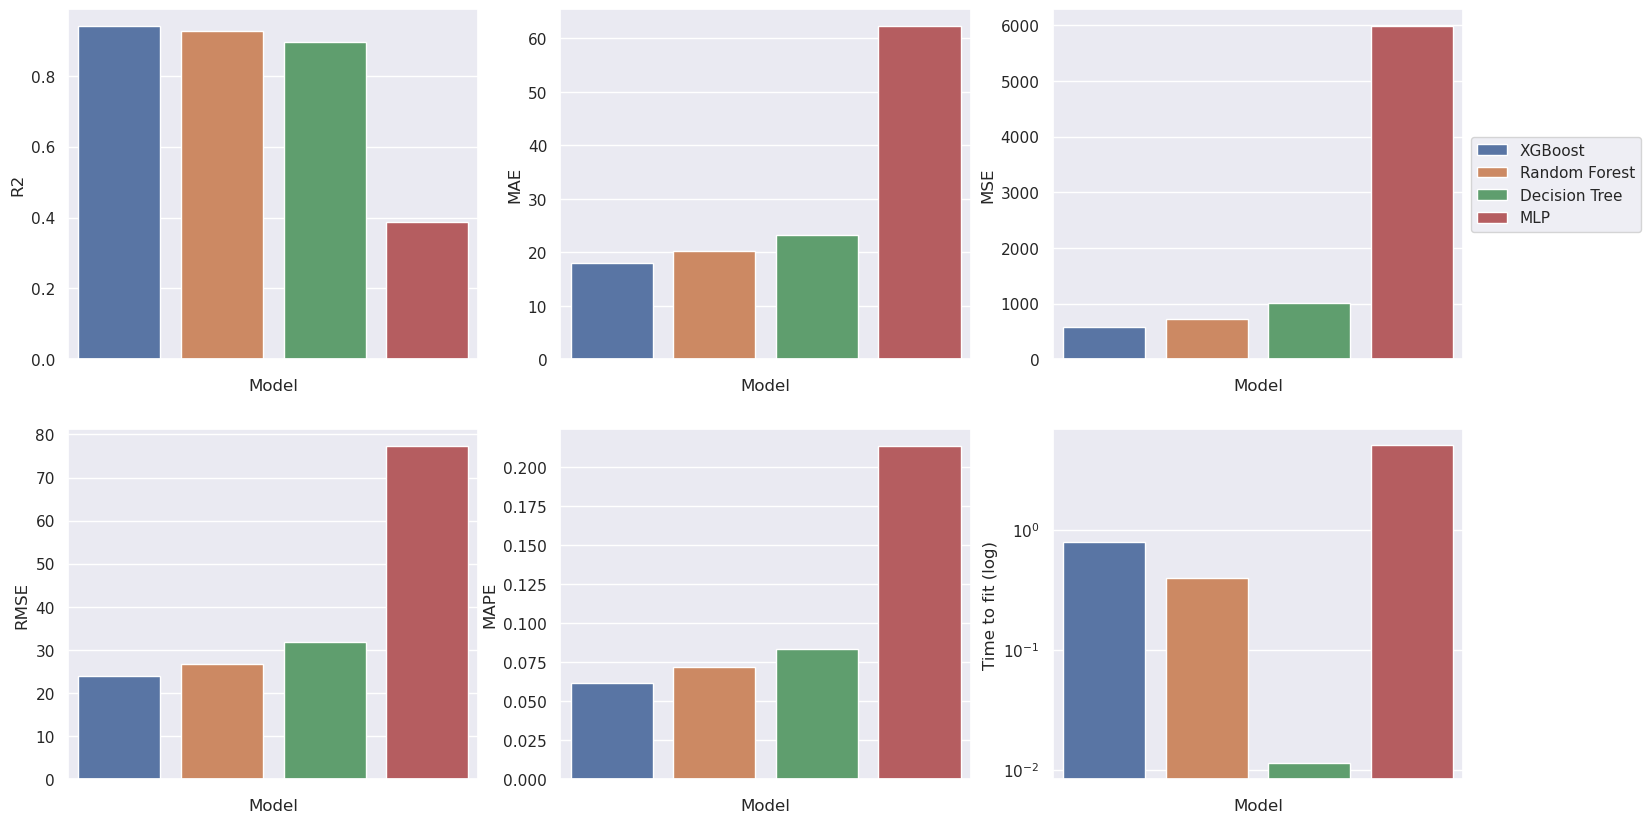 0.8
0.6
0.4
0.2
0.0
R2
Model
60
50
40
30
20
10
0
MAE
Model
6000
5000
4000
3000
2000
1000
0
MSE
Model
XGBoost
Random Forest
Decision Tree
MLP
80
70
60
50
40
30
20
10
0
RMSE
Model
0.200
0.175
0.150
0.125
0.100
0.075
0.050
0.025
0.000
MAPE
Model
10⁰
10⁻¹
10⁻²
Time to fit (log)
Model